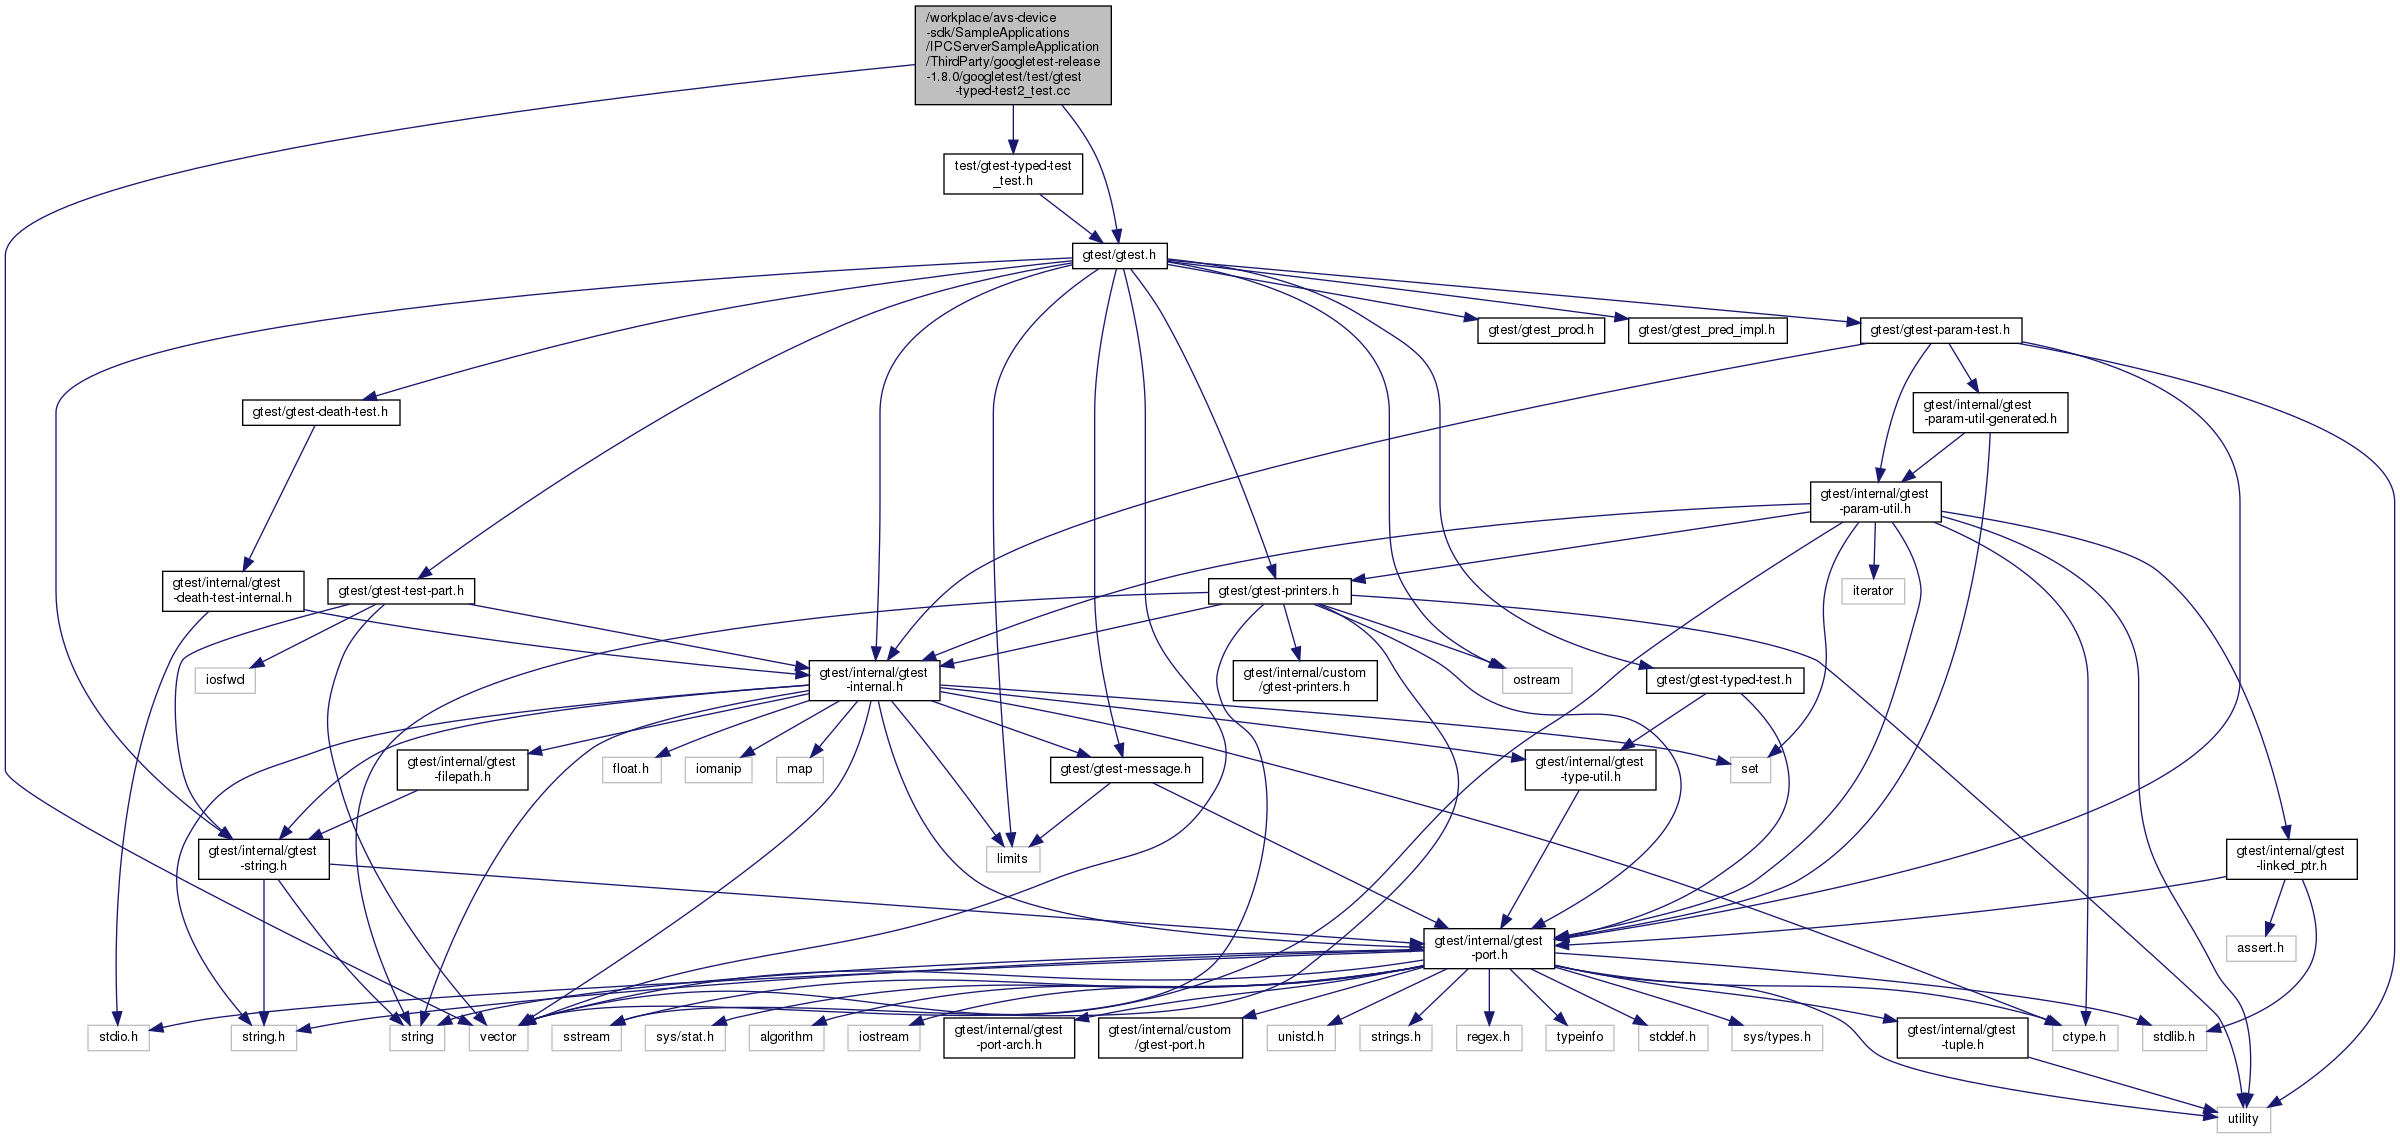 /workplace/avs-device
-sdk/SampleApplications
/IPCServerSampleApplication
/ThirdParty/googletest-release
-1.8.0/googletest/test/gtest
-typed-test2_test.cc
test/gtest-typed-test
_test.h
gtest/gtest.h
gtest/gtest_prod.h
gtest/gtest_pred_impl.h
gtest/gtest-param-test.h
gtest/gtest-death-test.h
gtest/internal/gtest
-param-util-generated.h
gtest/internal/gtest
-param-util.h
gtest/internal/gtest
-death-test-internal.h
gtest/gtest-test-part.h
gtest/gtest-printers.h
iterator
iosfwd
gtest/internal/gtest
-internal.h
gtest/internal/custom
/gtest-printers.h
ostream
gtest/gtest-typed-test.h
gtest/internal/gtest
-filepath.h
float.h
iomanip
map
gtest/gtest-message.h
gtest/internal/gtest
-type-util.h
set
gtest/internal/gtest
-string.h
limits
gtest/internal/gtest
-linked_ptr.h
gtest/internal/gtest
-port.h
assert.h
stdio.h
string.h
string
vector
sstream
sys/stat.h
algorithm
iostream
gtest/internal/gtest
-port-arch.h
gtest/internal/custom
/gtest-port.h
unistd.h
strings.h
regex.h
typeinfo
stddef.h
sys/types.h
gtest/internal/gtest
-tuple.h
ctype.h
stdlib.h
utility